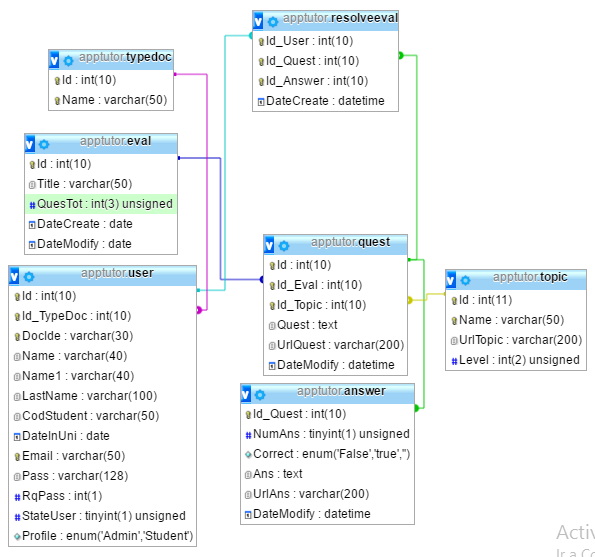 apptutor.resolveeval
Id_User : int(10)
Id_Quest : int(10)
Id_Answer : int(10)
DateCreate : datetime
apptutor.typedoc
Id : int(10)
Name : varchar(50)
apptutor.eval
Id : int(10)
Title : varchar(50)
QuesTot : int(3) unsigned
DateCreate : date
DateModify : date
apptutor.quest
Id : int(10)
Id_Eval : int(10)
Id_Topic : int(10)
Quest : text
UrlQuest : varchar(200)
DateModify : datetime
apptutor.user
Id : int(10)
Id_TypeDoc : int(10)
DocIde : varchar(30)
Name : varchar(40)
Name1 : varchar(40)
LastName : varchar(100)
CodStudent : varchar(50)
DateInUni : date
Email : varchar(50)
Pass : varchar(128)
RqPass : int(1)
StateUser : tinyint(1) unsigned
Profile : enum('Admin','Student')
apptutor.topic
Id : int(11)
Name : varchar(50)
UrlTopic : varchar(200)
Level : int(2) unsigned
apptutor.answer
Id_Quest : int(10)
NumAns : tinyint(1) unsigned
Correct : enum('False','true','')
Ans : text
UrlAns : varchar(200)
DateModify : datetime
Activ
Ir a Co